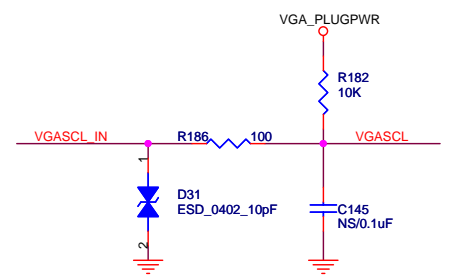 VGA_PLUGPWR
R182
10K
VGASCL_IN
R186
100
VGASCL
1
D31
ESD_0402_10pF
2
C145
NS/0.1uF